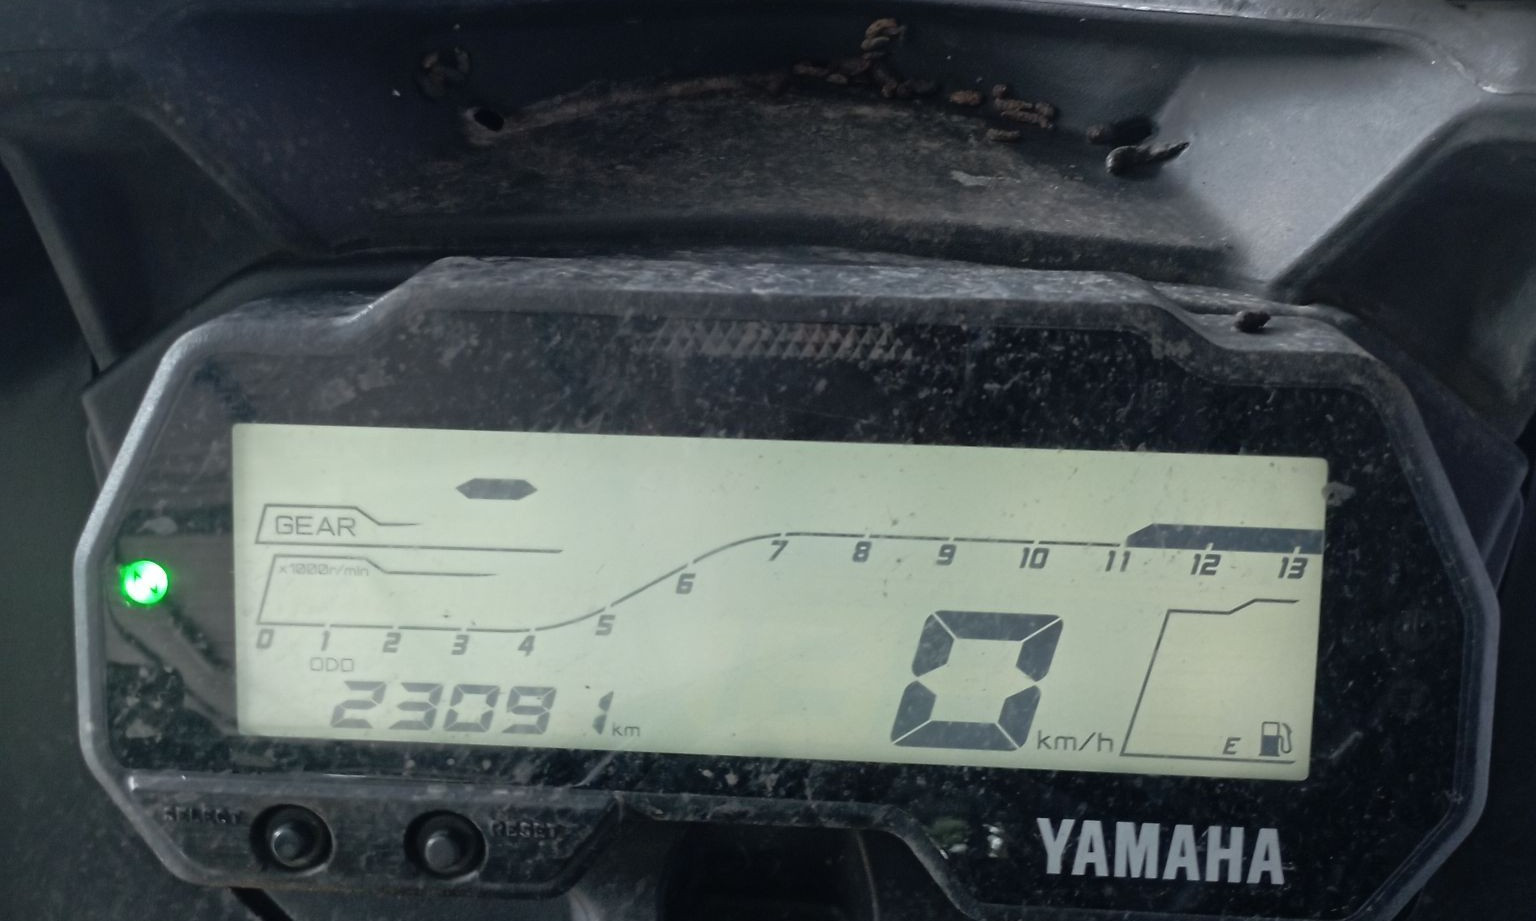 GEAR
x1000r/min
0 1 2 3 4 5 6 7 8 9 10 11 12 13
ODO
23091 km
0 km/h
E
N
SELECT
RESET
YAMAHA